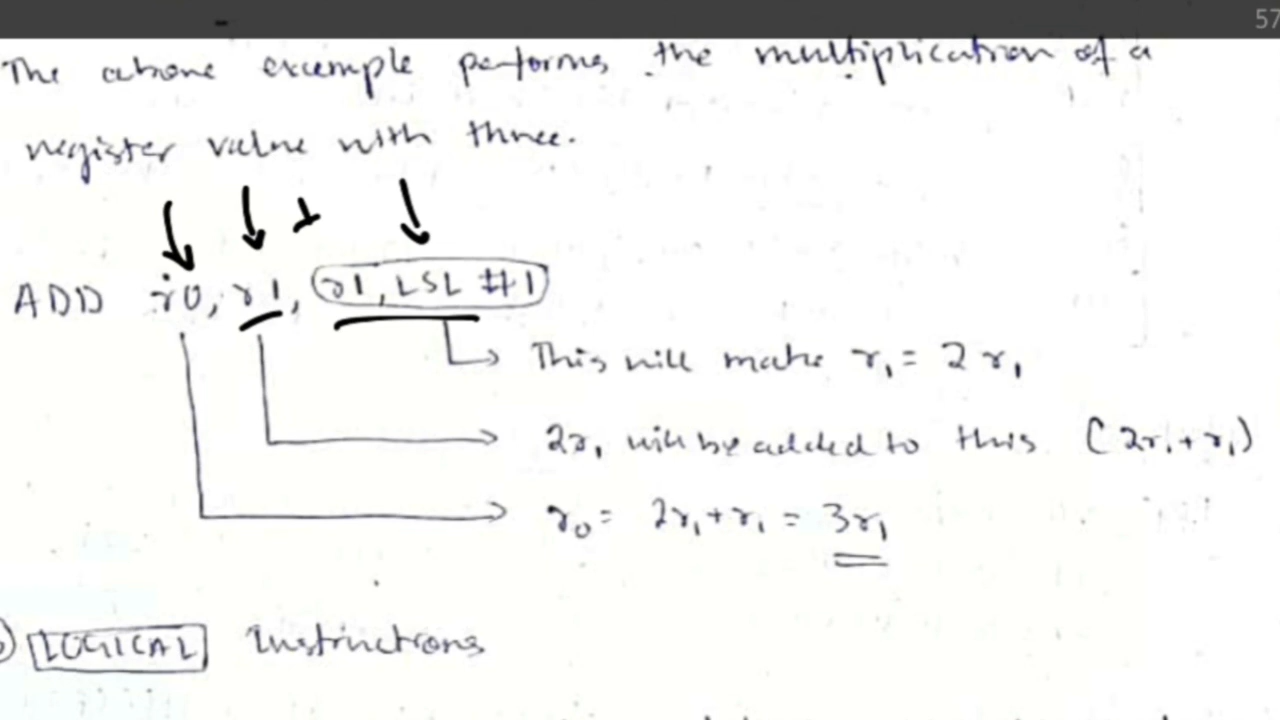 57
The above example performs the multiplication of a
register value with three.
ADD r0, r1, r1, LSL #1
This will make r₁ = 2r₁
2r₁ will be added to this (2r₁+r₁)
r₀ = 2r₁+r₁ = 3r₁
LOGICAL Instructions